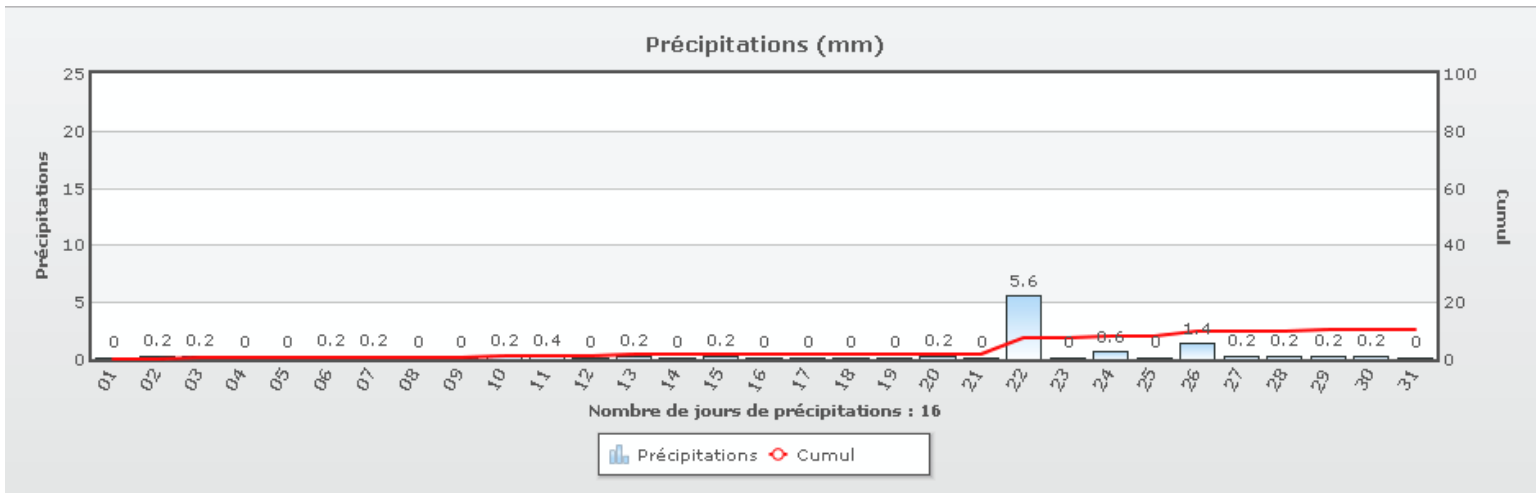 Précipitations (mm)
25 100
20 80
15 60
10 40
5 20
0 0
Précipitations
Cumul
5.6
0 0.2 0.2 0 0 0.2 0.2 0 0 0.2 0.4 0 0.2 0 0.2 0 0 0 0 0.2 0 0 0.6 0 1.4 0.2 0.2 0.2 0.2 0
01 02 03 04 05 06 07 08 09 10 11 12 13 14 15 16 17 18 19 20 21 22 23 24 25 26 27 28 29 30 31
Nombre de jours de précipitations : 16
Précipitations Cumul